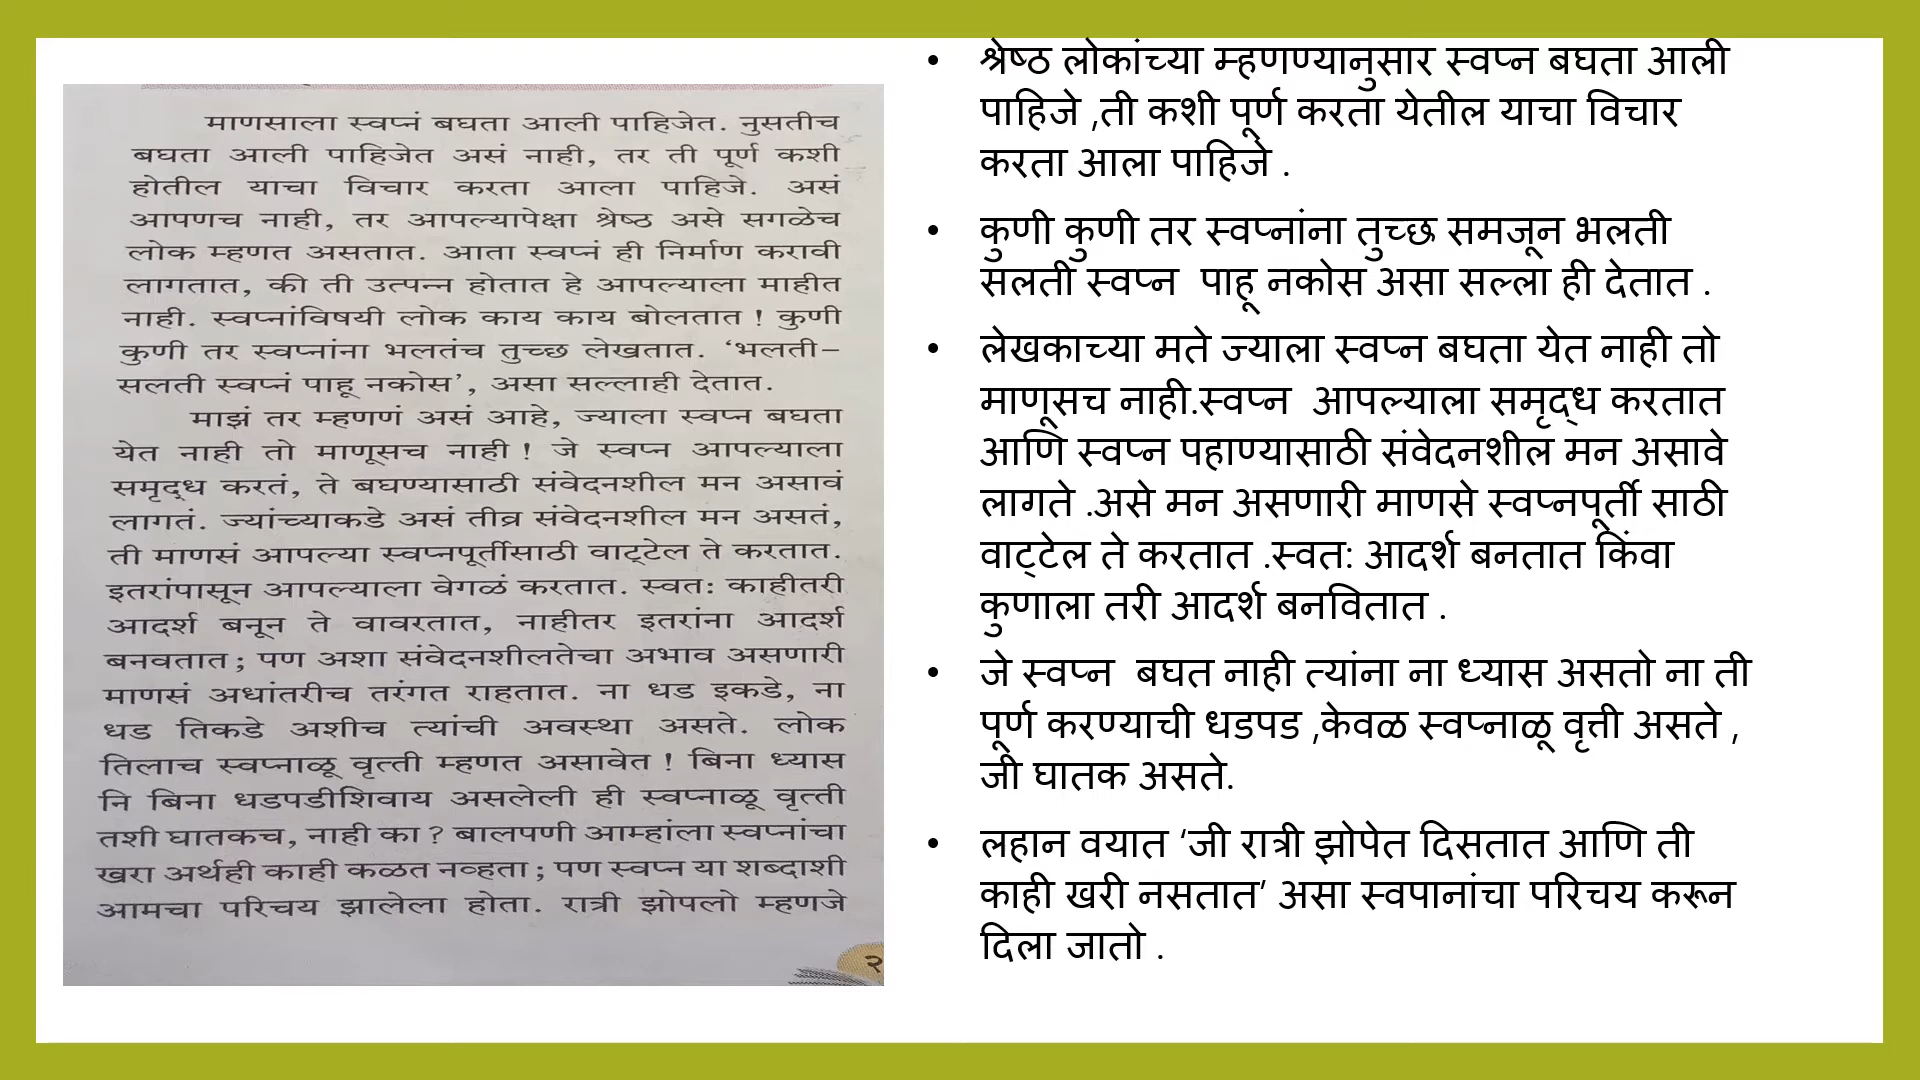 माणसाला स्वप्नं बघता आली पाहिजेत. नुसतीच
बघता आली पाहिजेत असं नाही, तर ती पूर्ण कशी
होतील याचा विचार करता आला पाहिजे. असं
आपणच नाही, तर आपल्यापेक्षा श्रेष्ठ असे सगळेच
लोक म्हणत असतात. आता स्वप्नं ही निर्माण करावी
लागतात, की ती उत्पन्न होतात हे आपल्याला माहीत
नाही. स्वप्नांविषयी लोक काय काय बोलतात ! कुणी
कुणी तर स्वप्नांना भलतंच तुच्छ लेखतात. ‘भलती–
सलती स्वप्नं पाहू नकोस’, असा सल्लाही देतात.
माझं तर म्हणणं असं आहे, ज्याला स्वप्न बघता
येत नाही तो माणूसच नाही ! जे स्वप्न आपल्याला
समृद्ध करतं, ते बघण्यासाठी संवेदनशील मन असावं
लागतं. ज्यांच्याकडे असं तीव्र संवेदनशील मन असतं,
ती माणसं आपल्या स्वप्नपूर्तीसाठी वाट्टेल ते करतात.
इतरांपासून आपल्याला वेगळं करतात. स्वतः काहीतरी
आदर्श बनून ते वावरतात, नाहीतर इतरांना आदर्श
बनवतात ; पण अशा संवेदनशीलतेचा अभाव असणारी
माणसं अधांतरीच तरंगत राहतात. ना धड इकडे, ना
धड तिकडे अशीच त्यांची अवस्था असते. लोक
तिलाच स्वप्नाळू वृत्ती म्हणत असावेत ! बिना ध्यास
नि बिना धडपडीशिवाय असलेली ही स्वप्नाळू वृत्ती
तशी घातकच, नाही का ? बालपणी आम्हांला स्वप्नांचा
खरा अर्थही काही कळत नव्हता ; पण स्वप्न या शब्दाशी
आमचा परिचय झालेला होता. रात्री झोपलो म्हणजे
२
• श्रेष्ठ लोकांच्या म्हणण्यानुसार स्वप्न बघता आली
पाहिजे ,ती कशी पूर्ण करता येतील याचा विचार
करता आला पाहिजे .
• कुणी कुणी तर स्वप्नांना तुच्छ समजून भलती
सलती स्वप्न पाहू नकोस असा सल्ला ही देतात .
• लेखकाच्या मते ज्याला स्वप्न बघता येत नाही तो
माणूसच नाही.स्वप्न आपल्याला समृद्ध करतात
आणि स्वप्न पहाण्यासाठी संवेदनशील मन असावे
लागते .असे मन असणारी माणसे स्वप्नपूर्ती साठी
वाट्टेल ते करतात .स्वत: आदर्श बनतात किंवा
कुणाला तरी आदर्श बनवितात .
• जे स्वप्न बघत नाही त्यांना ना ध्यास असतो ना ती
पूर्ण करण्याची धडपड ,केवळ स्वप्नाळू वृत्ती असते ,
जी घातक असते.
• लहान वयात ‘जी रात्री झोपेत दिसतात आणि ती
काही खरी नसतात’ असा स्वपानांचा परिचय करून
दिला जातो .